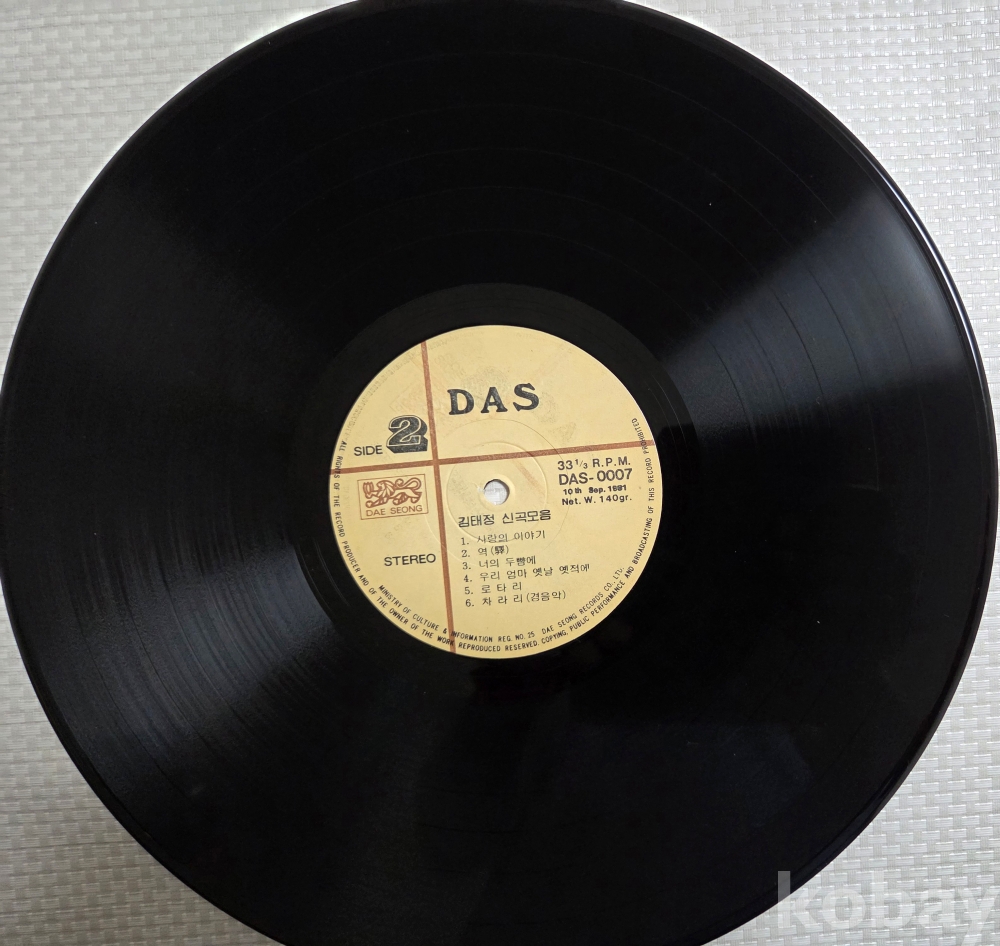 DAS
SIDE 2
33 1/3 R.P.M.
DAS-0007
10th Sep. 1981
Net. W. 140gr.
DAE SEONG
STEREO
김태정 신곡모음
1. 사랑의 이야기
2. 역(驛)
3. 너의 두뺨에
4. 우리 엄마 옛날 옛적에
5. 로타리
6. 차라리(경음악)
MINISTRY OF CULTURE & INFORMATION REG. NO. 25 DAE SEONG RECORDS CO., LTD.
ALL RIGHTS OF THE RECORD PRODUCER AND OF THE OWNER OF THE WORK REPRODUCED RESERVED. COPYING, PUBLIC PERFORMANCE AND BROADCASTING OF THIS RECORD PROHIBITED
kobay